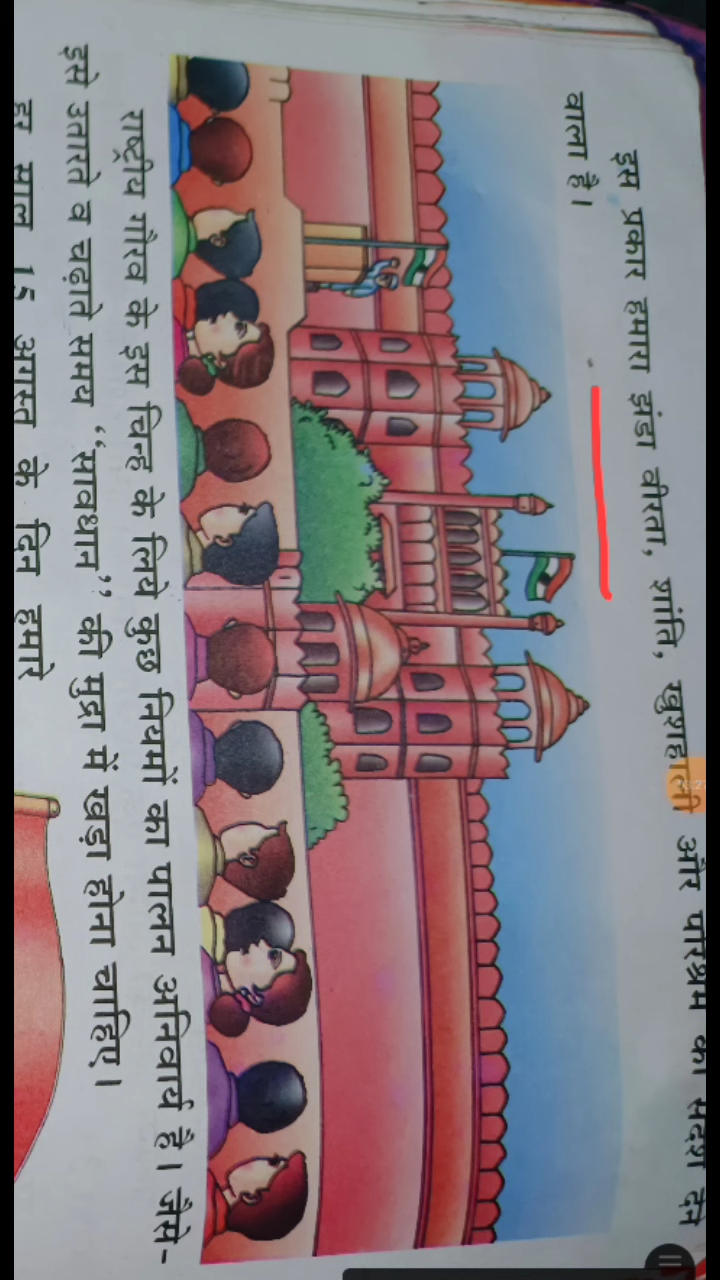 इस प्रकार हमारा झंडा वीरता, शांति, खुशहाली और परिश्रम का संदेश देने
वाला है।
राष्ट्रीय गौरव के इस चिन्ह के लिये कुछ नियमों का पालन अनिवार्य है। जैसे-
इसे उतारते व चढ़ाते समय “सावधान” की मुद्रा में खड़ा होना चाहिए।
हर साल 15 अगस्त के दिन हमारे